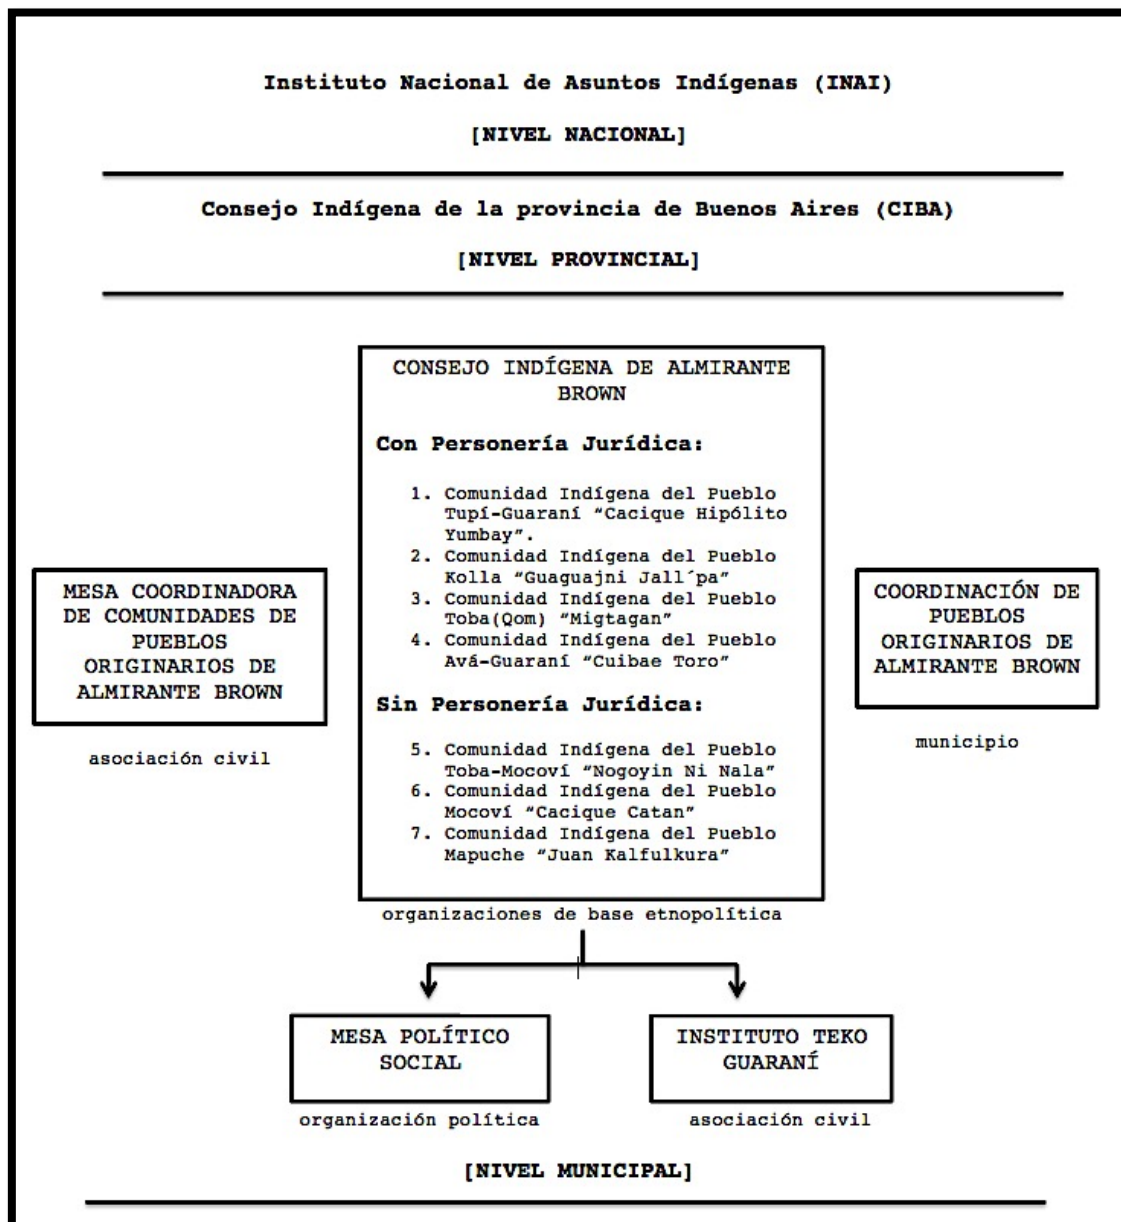 Instituto Nacional de Asuntos Indígenas (INAI)
[NIVEL NACIONAL]
Consejo Indígena de la provincia de Buenos Aires (CIBA)
[NIVEL PROVINCIAL]
CONSEJO INDÍGENA DE ALMIRANTE
BROWN
Con Personería Jurídica:
1. Comunidad Indígena del Pueblo
Tupí-Guaraní “Cacique Hipólito
Yumbay”.
2. Comunidad Indígena del Pueblo
Kolla “Guaguajni Jall´pa”
3. Comunidad Indígena del Pueblo
Toba(Qom) “Migtagan”
4. Comunidad Indígena del Pueblo
Avá-Guaraní “Cuibae Toro”
Sin Personería Jurídica:
5. Comunidad Indígena del Pueblo
Toba-Mocoví “Nogoyin Ni Nala”
6. Comunidad Indígena del Pueblo
Mocoví “Cacique Catan”
7. Comunidad Indígena del Pueblo
Mapuche “Juan Kalfulkura”
organizaciones de base etnopolítica
MESA COORDINADORA
DE COMUNIDADES DE
PUEBLOS
ORIGINARIOS DE
ALMIRANTE BROWN
asociación civil
COORDINACIÓN DE
PUEBLOS
ORIGINARIOS DE
ALMIRANTE BROWN
municipio
MESA POLÍTICO
SOCIAL
organización política
INSTITUTO TEKO
GUARANÍ
asociación civil
[NIVEL MUNICIPAL]